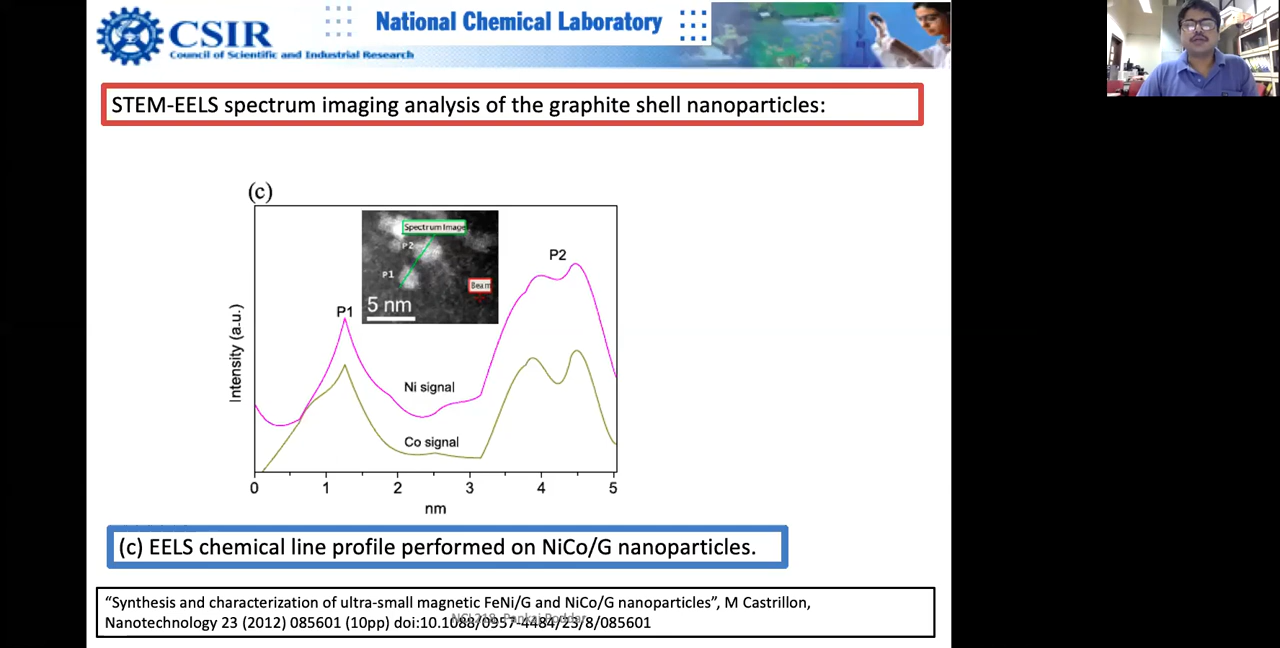 CSIR
Council of Scientific and Industrial Research
National Chemical Laboratory
STEM-EELS spectrum imaging analysis of the graphite shell nanoparticles:
(c)
Spectrum Image
P2
P1
Beam
5 nm
P1
P2
Ni signal
Co signal
Intensity (a.u.)
0 1 2 3 4 5
nm
(c) EELS chemical line profile performed on NiCo/G nanoparticles.
“Synthesis and characterization of ultra-small magnetic FeNi/G and NiCo/G nanoparticles”, M Castrillon,
Nanotechnology 23 (2012) 085601 (10pp) doi:10.1088/0957-4484/23/8/085601